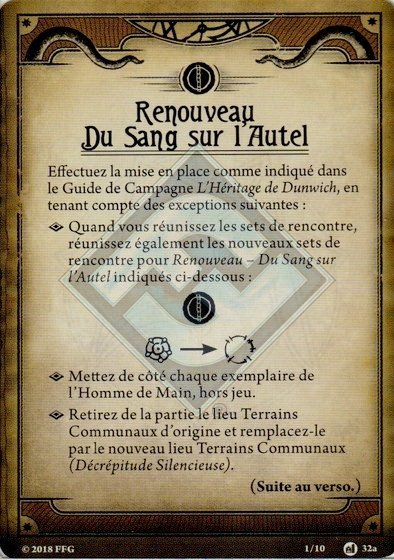 Renouveau
Du Sang sur l'Autel
Effectuez la mise en place comme indiqué dans
le Guide de Campagne L'Héritage de Dunwich, en
tenant compte des exceptions suivantes :
Quand vous réunissez les sets de rencontre,
réunissez également les nouveaux sets de
rencontre pour Renouveau – Du Sang sur
l'Autel indiqués ci-dessous :
Mettez de côté chaque exemplaire de
l'Homme de Main, hors jeu.
Retirez de la partie le lieu Terrains
Communaux d'origine et remplacez-le
par le nouveau lieu Terrains Communaux
(Décrépitude Silencieuse).
(Suite au verso.)
© 2018 FFG 1/10 32a